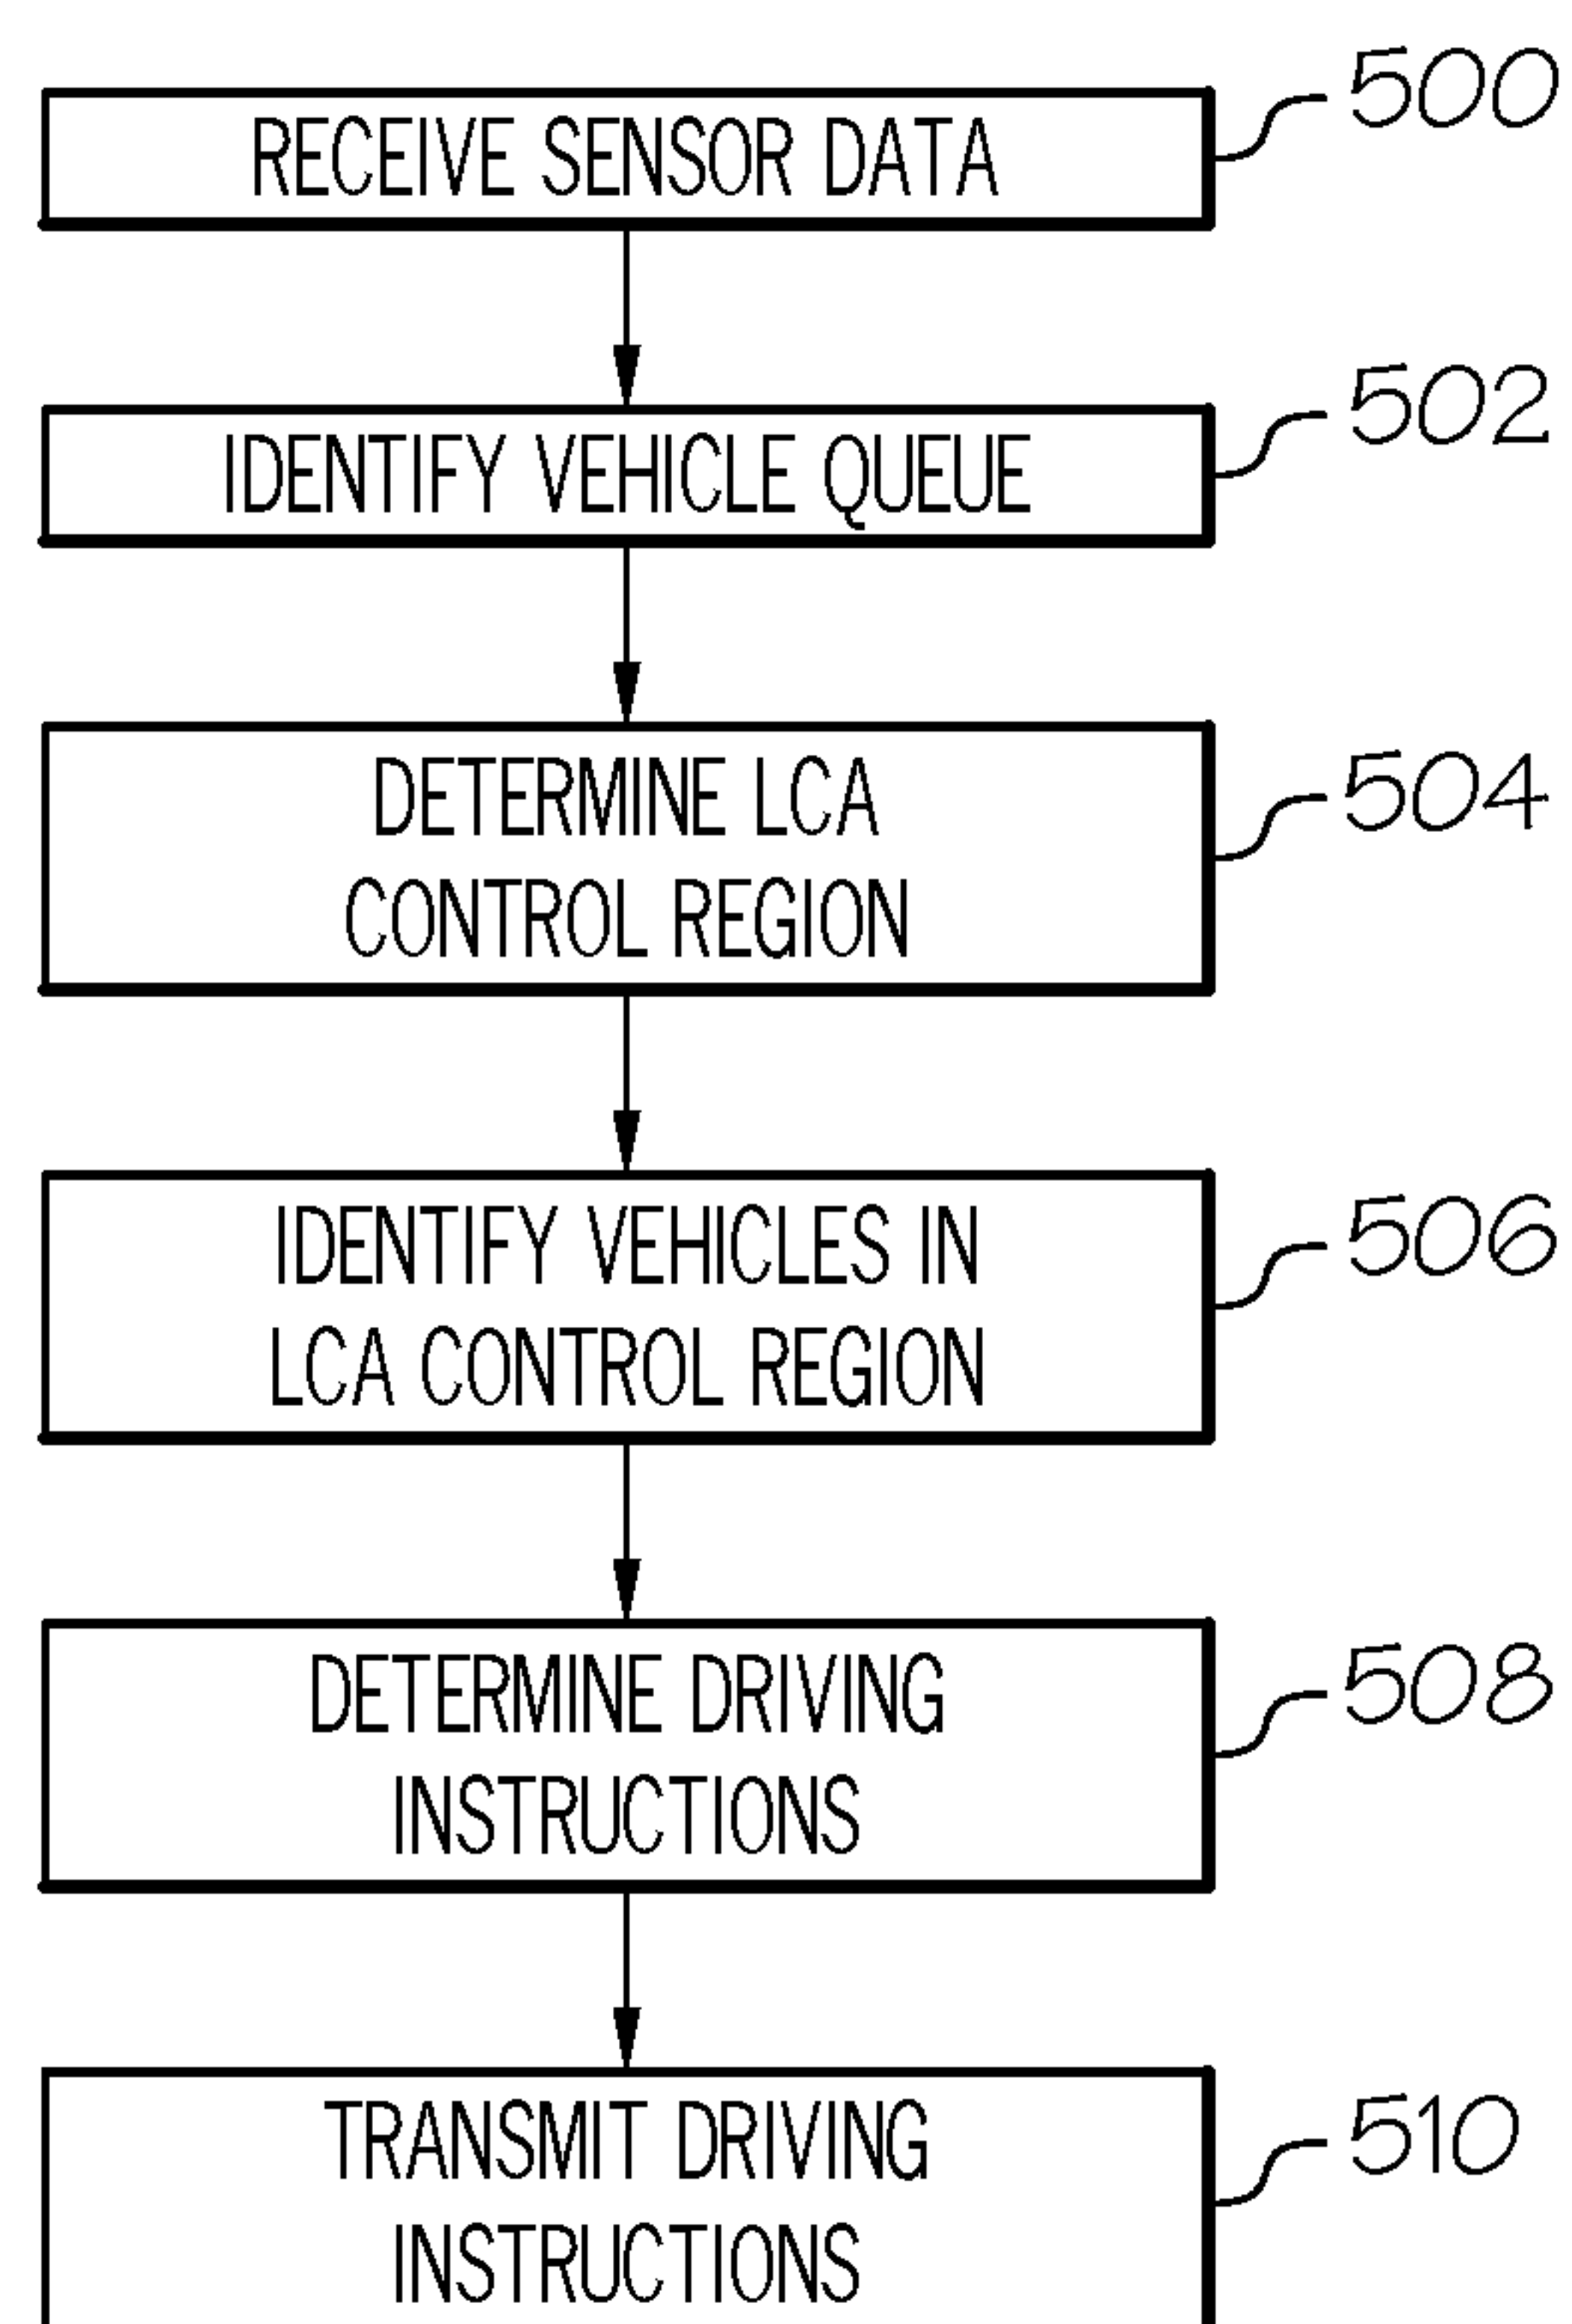 RECEIVE SENSOR DATA
500
IDENTIFY VEHICLE QUEUE
502
DETERMINE LCA
CONTROL REGION
504
IDENTIFY VEHICLES IN
LCA CONTROL REGION
506
DETERMINE DRIVING
INSTRUCTIONS
508
TRANSMIT DRIVING
INSTRUCTIONS
510